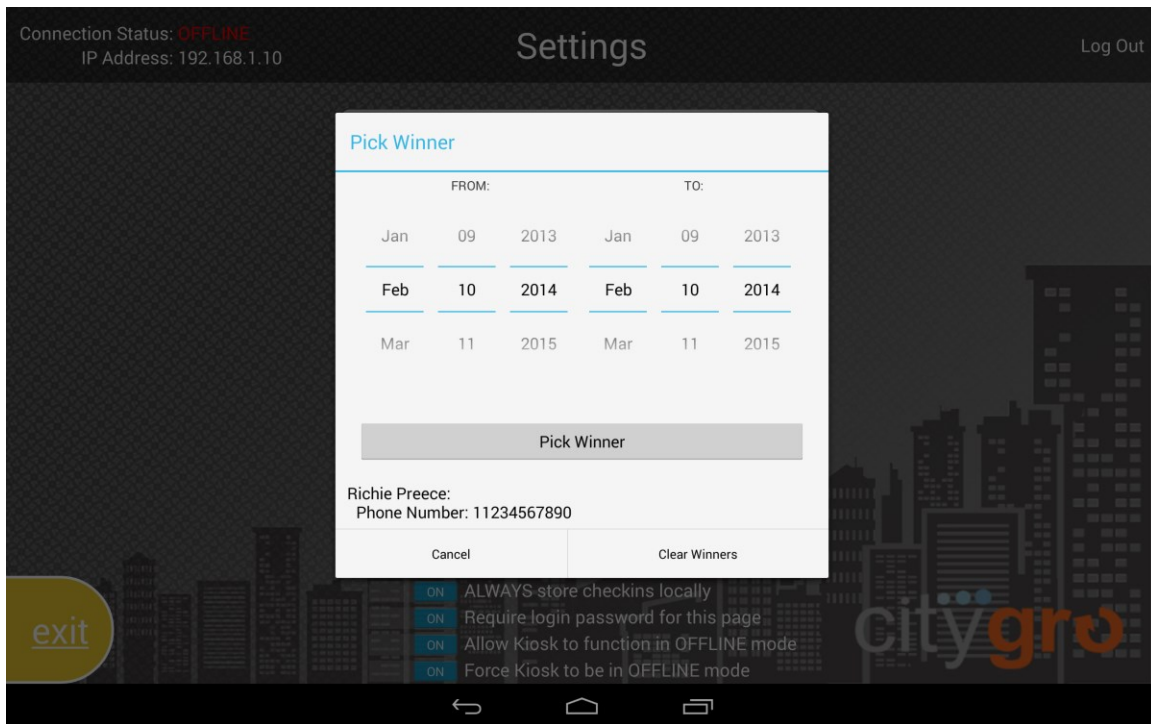 Connection Status: OFFLINE
IP Address: 192.168.1.10
Settings
Log Out
Pick Winner
FROM: TO:
Jan 09 2013 Jan 09 2013
Feb 10 2014 Feb 10 2014
Mar 11 2015 Mar 11 2015
Pick Winner
Richie Preece:
Phone Number: 11234567890
Cancel Clear Winners
ON ALWAYS store checkins locally
ON Require login password for this page
ON Allow Kiosk to function in OFFLINE mode
ON Force Kiosk to be in OFFLINE mode
exit
citygro